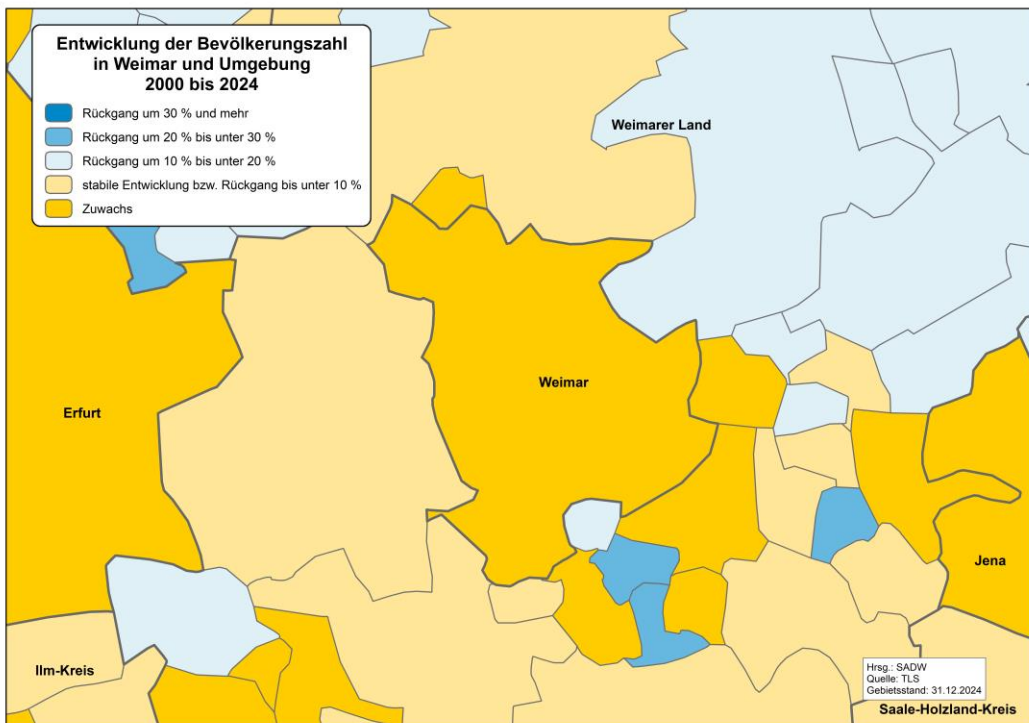 Entwicklung der Bevölkerungszahl
in Weimar und Umgebung
2000 bis 2024
Rückgang um 30 % und mehr
Rückgang um 20 % bis unter 30 %
Rückgang um 10 % bis unter 20 %
stabile Entwicklung bzw. Rückgang bis unter 10 %
Zuwachs
Weimarer Land
Weimar
Erfurt
Jena
Ilm-Kreis
Hrsg.: SADW
Quelle: TLS
Gebietsstand: 31.12.2024
Saale-Holzland-Kreis